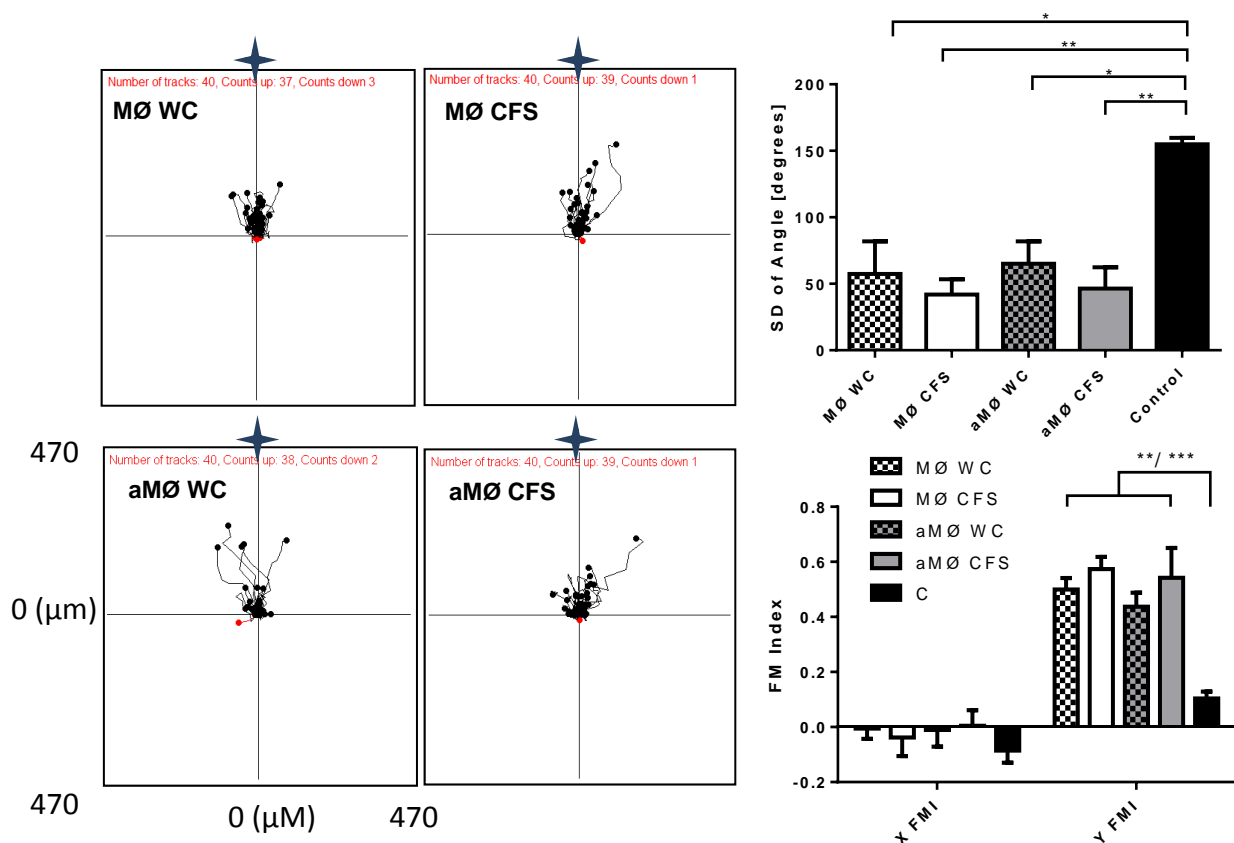 Number of tracks: 40, Counts up: 37, Counts down 3
MØ WC
Number of tracks: 40, Counts up: 39, Counts down 1
MØ CFS
470
Number of tracks: 40, Counts up: 38, Counts down 2
aMØ WC
Number of tracks: 40, Counts up: 39, Counts down 1
aMØ CFS
0 (µm)
470
0 (µM)
470
*
**
*
**
SD of Angle [degrees]
200
150
100
50
0
MØ WC
MØ CFS
aMØ WC
aMØ CFS
Control
MØ WC
MØ CFS
aMØ WC
aMØ CFS
C
**/ ***
FM Index
0.8
0.6
0.4
0.2
0.0
-0.2
X FMI
Y FMI